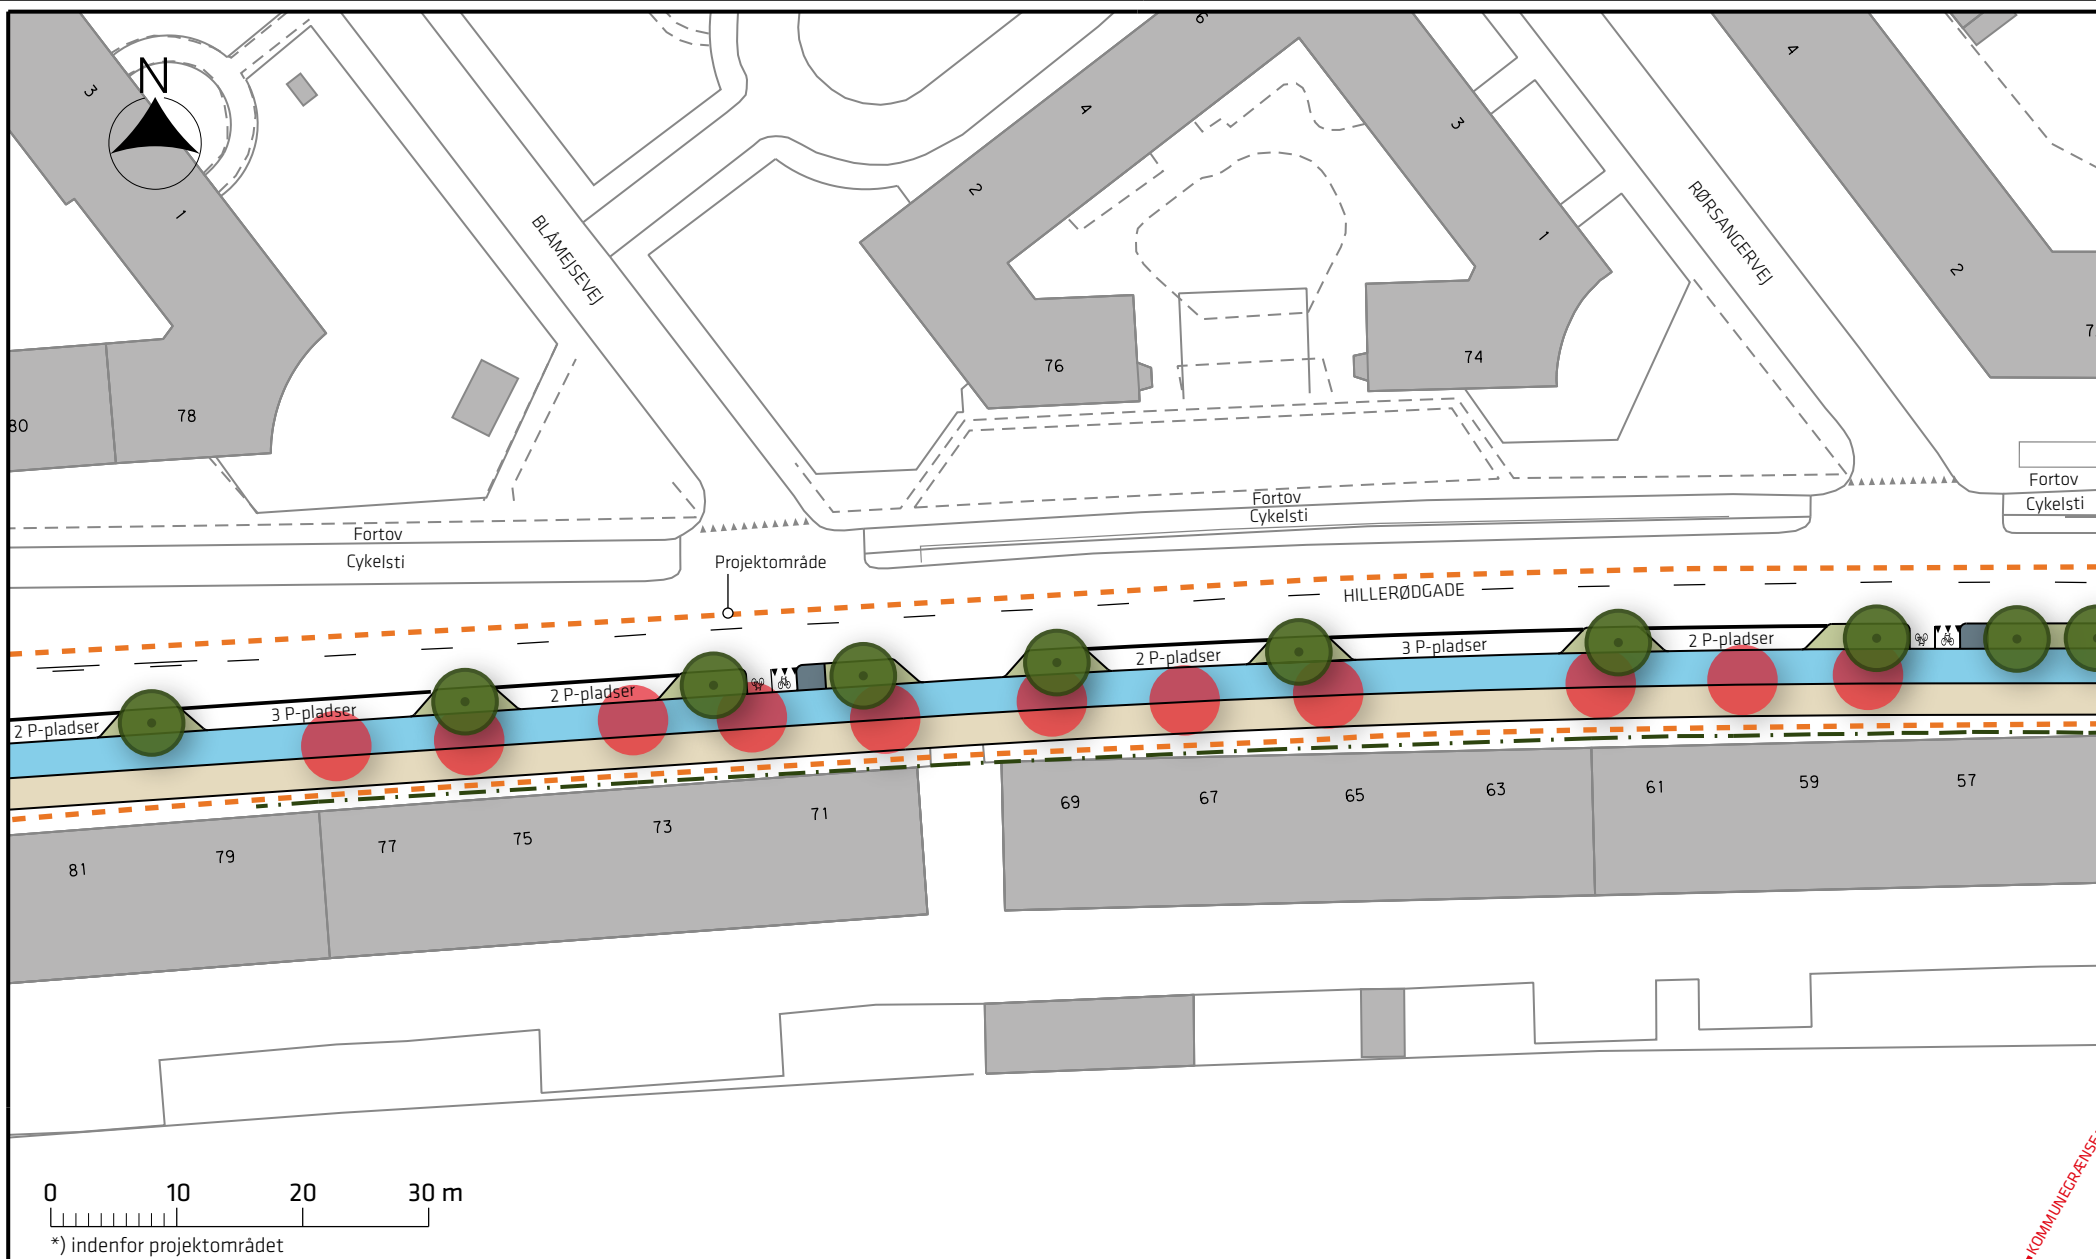 N
3
1
80
78
BLÅMEJSEVEJ
2
4
6
76
3
1
74
RØRSANGERVEJ
4
2
7
Fortov
Cykelsti
Fortov
Cykelsti
Fortov
Cykelsti
Projektområde
HILLERØDGADE
2 P-pladser
3 P-pladser
2 P-pladser
2 P-pladser
3 P-pladser
2 P-pladser
81
79
77
75
73
71
69
67
65
63
61
59
57
0 10 20 30 m
*) indenfor projektområdet
KOMMUNEGRÆNSE